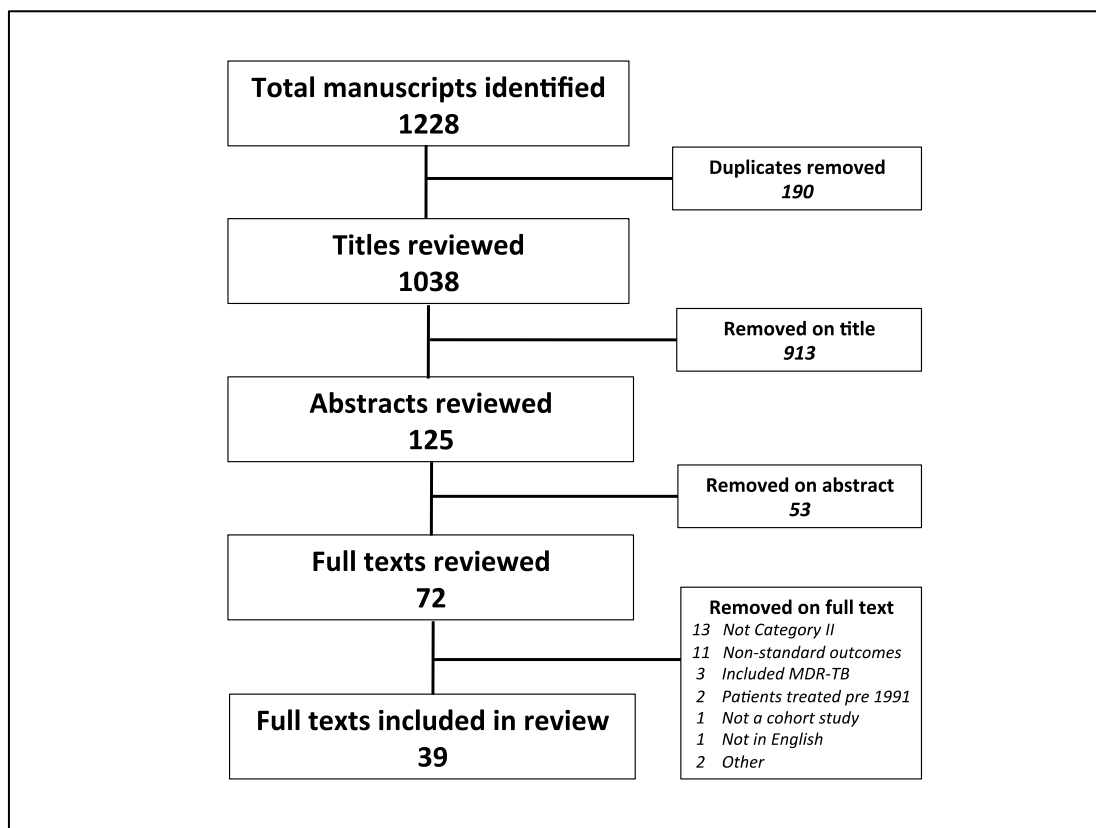 Total manuscripts identified
1228
Duplicates removed
190
Titles reviewed
1038
Removed on title
913
Abstracts reviewed
125
Removed on abstract
53
Full texts reviewed
72
Removed on full text
13 Not Category II
11 Non-standard outcomes
3 Included MDR-TB
2 Patients treated pre 1991
1 Not a cohort study
1 Not in English
2 Other
Full texts included in review
39